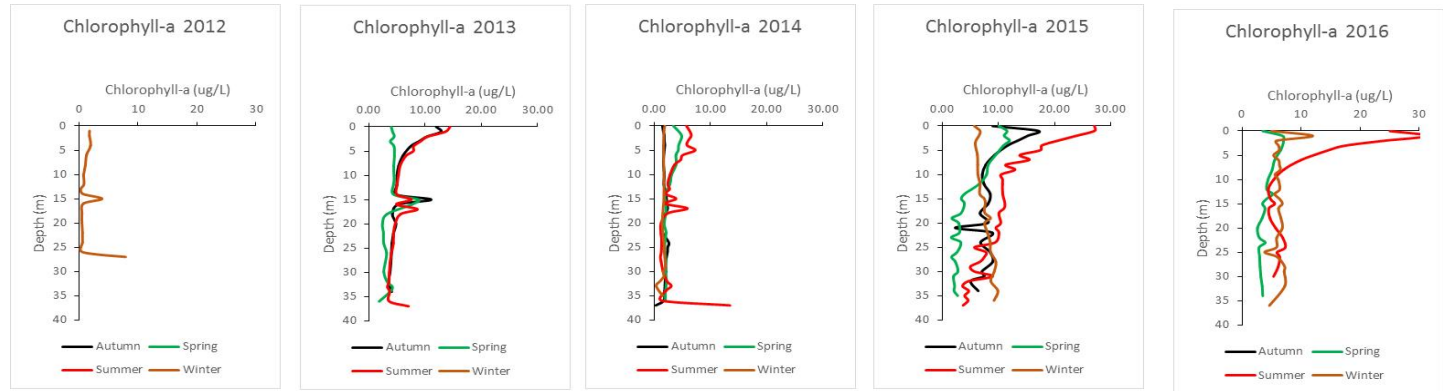 Chlorophyll-a 2012
Chlorophyll-a (ug/L)
0 10 20 30
Depth (m)
0
5
10
15
20
25
30
35
40
Autumn Spring
Summer Winter
Chlorophyll-a 2013
Chlorophyll-a (ug/L)
0.00 10.00 20.00 30.00
Depth (m)
0
5
10
15
20
25
30
35
40
Autumn Spring
Summer Winter
Chlorophyll-a 2014
Chlorophyll-a (ug/L)
0.00 10.00 20.00 30.00
Depth (m)
0
5
10
15
20
25
30
35
40
Autumn Spring
Summer Winter
Chlorophyll-a 2015
Chlorophyll-a (ug/L)
0.00 10.00 20.00 30.00
Depth (m)
0
5
10
15
20
25
30
35
40
Autumn Spring
Summer Winter
Chlorophyll-a 2016
Chlorophyll-a (ug/L)
0 10 20 30
Depth (m)
0
5
10
15
20
25
30
35
40
Autumn Spring
Summer Winter